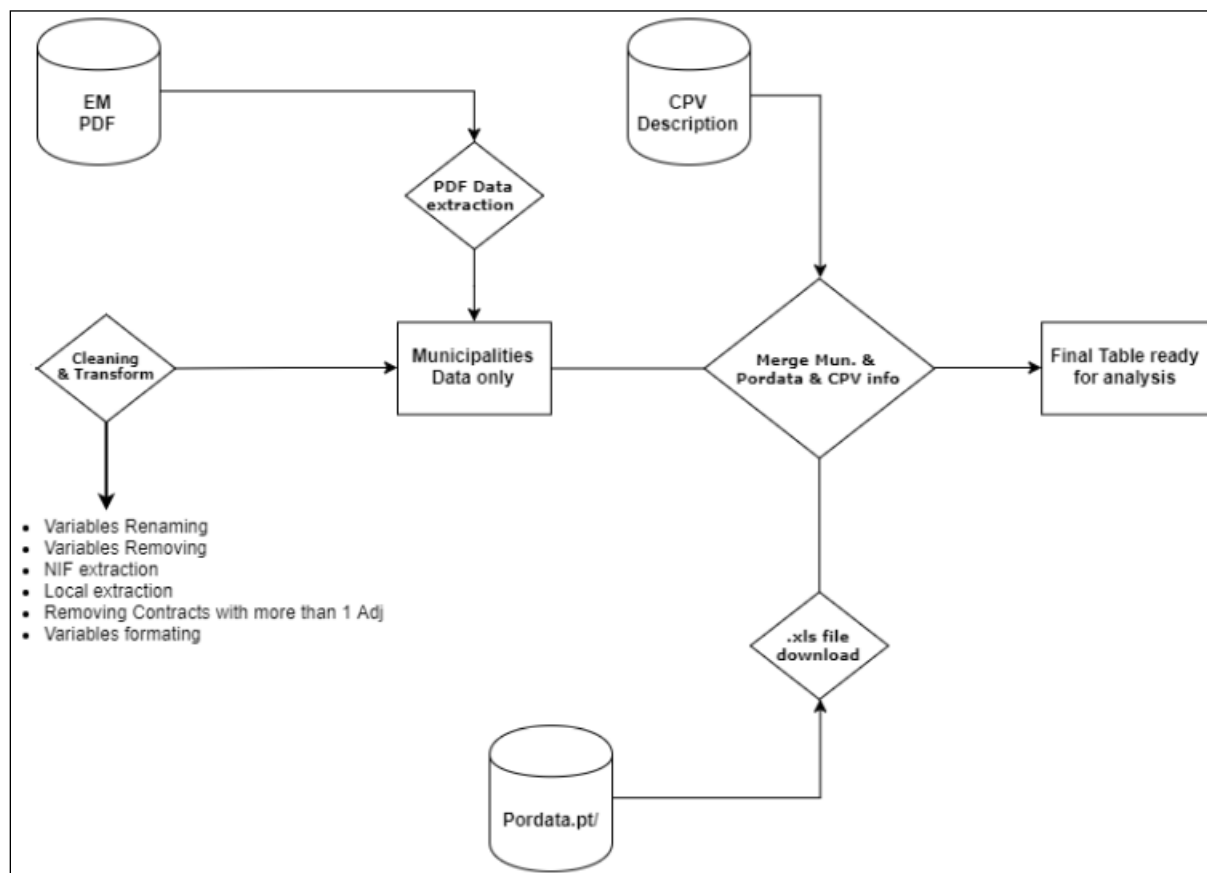 EM
PDF
CPV
Description
PDF Data
extraction
Cleaning
& Transform
Municipalities
Data only
Merge Mun. &
Pordata & CPV info
Final Table ready
for analysis
• Variables Renaming
• Variables Removing
• NIF extraction
• Local extraction
• Removing Contracts with more than 1 Adj
• Variables formating
.xls file
download
Pordata.pt/